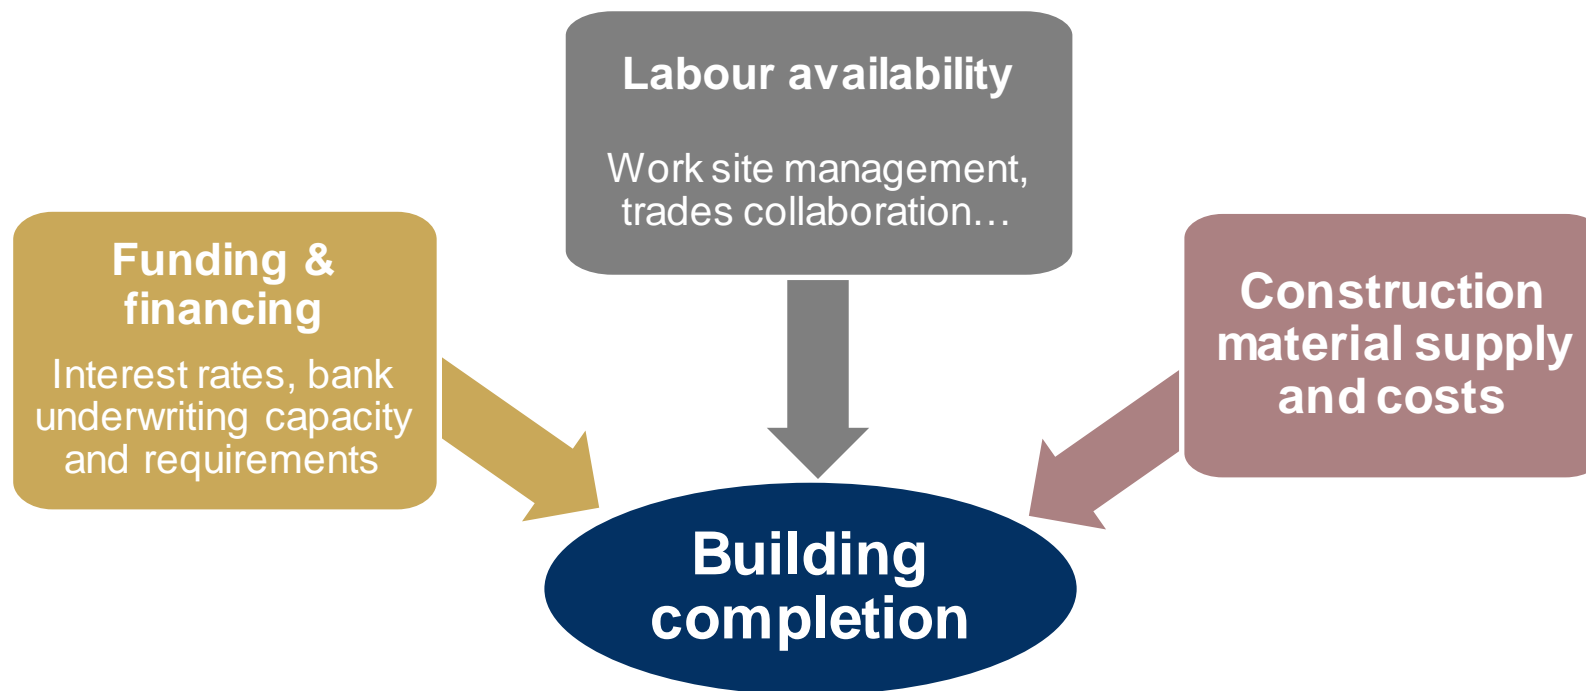 Labour availability
Work site management,
trades collaboration…
Funding &
financing
Interest rates, bank
underwriting capacity
and requirements
Construction
material supply
and costs
Building
completion